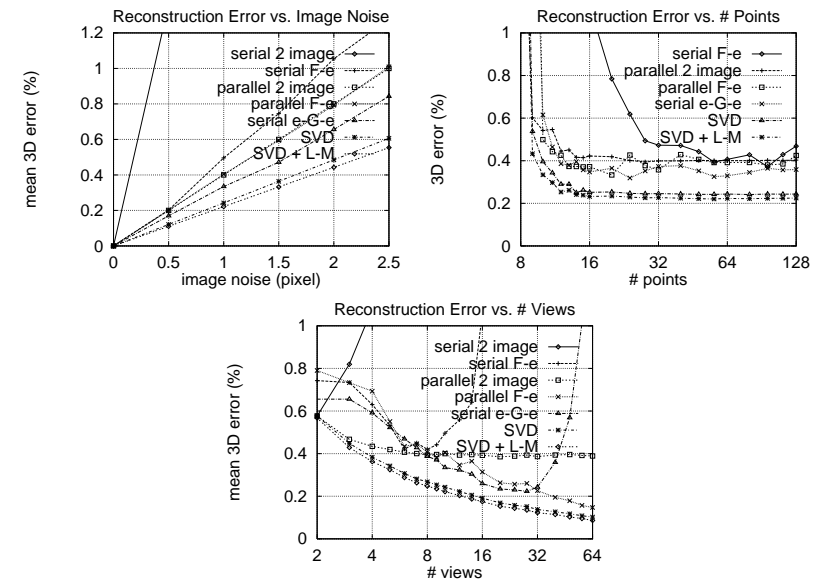 Reconstruction Error vs. Image Noise
mean 3D error (%)
1.2
1
0.8
0.6
0.4
0.2
0
serial 2 image
serial F-e
parallel 2 image
parallel F-e
serial e-G-e
SVD
SVD + L-M
0 0.5 1 1.5 2 2.5
image noise (pixel)
Reconstruction Error vs. # Points
3D error (%)
1
0.8
0.6
0.4
0.2
0
serial F-e
parallel 2 image
parallel F-e
serial e-G-e
SVD
SVD + L-M
8 16 32 64 128
# points
Reconstruction Error vs. # Views
mean 3D error (%)
1
0.8
0.6
0.4
0.2
0
serial 2 image
serial F-e
parallel 2 image
parallel F-e
serial e-G-e
SVD
SVD + L-M
2 4 8 16 32 64
# views